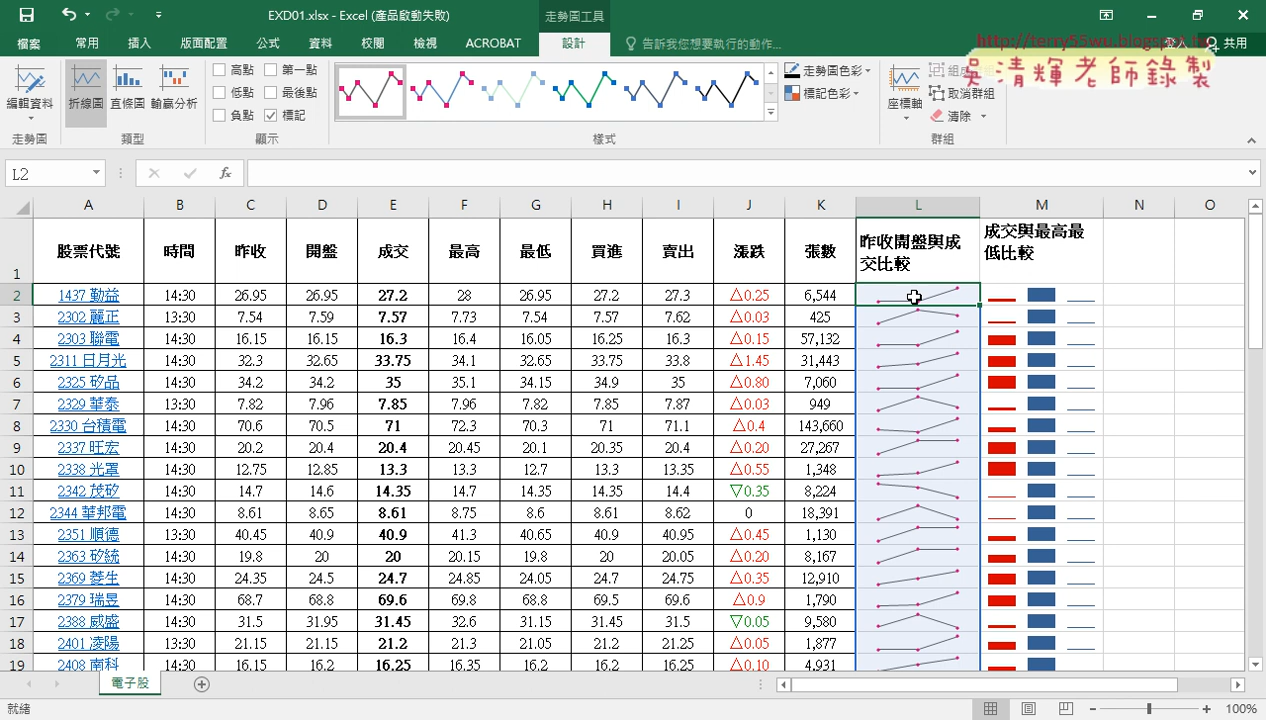 EXD01.xlsx - Excel (產品啟動失敗)
走勢圖工具
檔案 常用 插入 版面配置 公式 資料 校閱 檢視 ACROBAT 設計 告訴我您想要執行的動作... 登入 共用
http://terry55wu.blogspot.tw
吳清輝老師錄製
編輯資料 折線圖 直條圖 輸贏分析
高點 第一點
低點 最後點
負點 標記
走勢圖色彩
標記色彩
座標軸
取消群組
清除
走勢圖 類型 顯示 樣式 群組
L2 fx
A B C D E F G H I J K L M N O
1 股票代號 時間 昨收 開盤 成交 最高 最低 買進 賣出 漲跌 張數 昨收開盤與成交比較 成交與最高最低比較
2 1437 勤益 14:30 26.95 26.95 27.2 28 26.95 27.2 27.3 △0.25 6,544
3 2302 麗正 13:30 7.54 7.59 7.57 7.73 7.54 7.57 7.62 △0.03 425
4 2303 聯電 14:30 16.15 16.15 16.3 16.4 16.05 16.25 16.3 △0.15 57,132
5 2311 日月光 14:30 32.3 32.65 33.75 34.1 32.65 33.75 33.8 △1.45 31,443
6 2325 矽品 14:30 34.2 34.2 35 35.1 34.15 34.9 35 △0.80 7,060
7 2329 華泰 13:30 7.82 7.96 7.85 7.96 7.82 7.85 7.87 △0.03 949
8 2330 台積電 14:30 70.6 70.5 71 72.3 70.3 71 71.1 △0.4 143,660
9 2337 旺宏 14:30 20.2 20.4 20.4 20.45 20.1 20.35 20.4 △0.20 27,267
10 2338 光罩 14:30 12.75 12.85 13.3 13.3 12.7 13.3 13.35 △0.55 1,348
11 2342 茂矽 14:30 14.7 14.6 14.35 14.7 14.35 14.35 14.4 ▽0.35 8,224
12 2344 華邦電 14:30 8.61 8.65 8.61 8.75 8.6 8.61 8.62 0 18,391
13 2351 順德 14:30 40.45 40.9 40.9 41.3 40.65 40.9 40.95 △0.45 1,130
14 2363 矽統 14:30 19.8 20 20 20.15 19.8 20 20.05 △0.20 8,167
15 2369 菱生 14:30 24.35 24.5 24.7 24.85 24.05 24.7 24.75 △0.35 12,910
16 2379 瑞昱 14:30 68.7 68.8 69.6 69.8 68.8 69.5 69.6 △0.9 1,790
17 2388 威盛 14:30 31.5 31.95 31.45 32.6 31.15 31.45 31.5 ▽0.05 9,580
18 2401 凌陽 13:30 21.15 21.15 21.2 21.3 21.05 21.2 21.25 △0.05 1,877
19 2408 南科 14:30 16.15 16.2 16.25 16.35 16.2 16.2 16.25 △0.10 4,931
電子股
就緒 100%